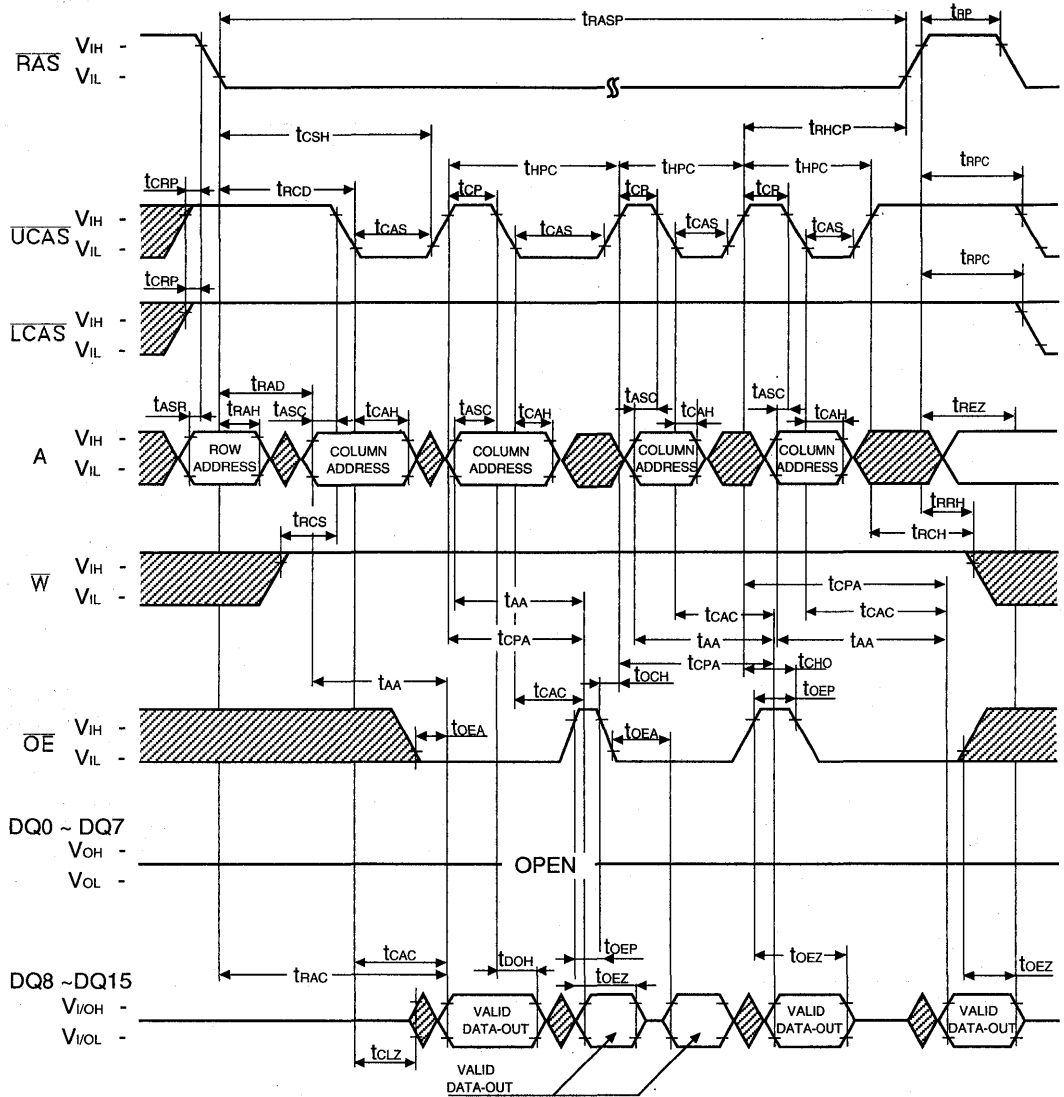 tRASP tRP
RAS VIH -
VIL -
tCSH tRHCP
tCRP tRCD tHPC tHPC tHPC tRPC
tCP tCP tCP
UCAS VIH -
VIL -
tCAS tCAS tCAS tCAS
tCRP tRPC
LCAS VIH -
VIL -
tRAD
tASR tRAH tASC tCAH tASC tCAH tASC tCAH tASC tCAH tREZ
A VIH -
VIL -
ROW ADDRESS COLUMN ADDRESS COLUMN ADDRESS COLUMN ADDRESS COLUMN ADDRESS
tRCS tRRH
tRCH
W VIH -
VIL -
tCPA
tAA tCAC tCAC
tCPA tAA tAA
tCPA tCHO
tAA tCAC tOCH
tOEP
OE VIH -
VIL -
tOEA tOEA
DQ0 ~ DQ7
VOH -
OPEN
VOL -
tCAC tDOH tOEP tOEZ
tRAC tOEZ tOEZ
DQ8 ~DQ15
VI/OH -
VI/OL -
VALID DATA-OUT VALID DATA-OUT VALID DATA-OUT
tCLZ
VALID
DATA-OUT